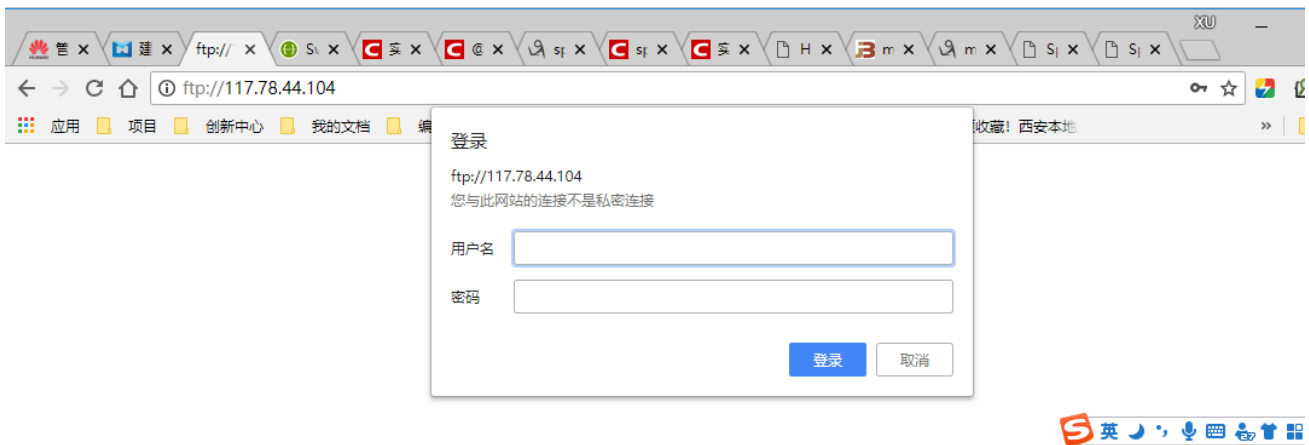 XU
管
建
ftp://
Sv
实
@
sp
sp
实
H
m
m
Sp
Sp
ftp://117.78.44.104
应用 项目 创新中心 我的文档 编
收藏! 西安本地
登录
ftp://117.78.44.104
您与此网站的连接不是私密连接
用户名
密码
登录 取消
英